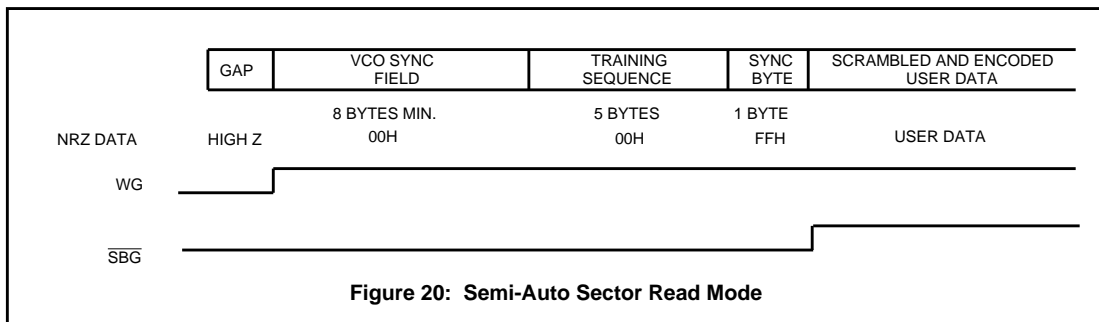 GAP VCO SYNC FIELD TRAINING SEQUENCE SYNC BYTE SCRAMBLED AND ENCODED USER DATA
8 BYTES MIN. 5 BYTES 1 BYTE
NRZ DATA HIGH Z 00H 00H FFH USER DATA
WG
SBG
Figure 20: Semi-Auto Sector Read Mode